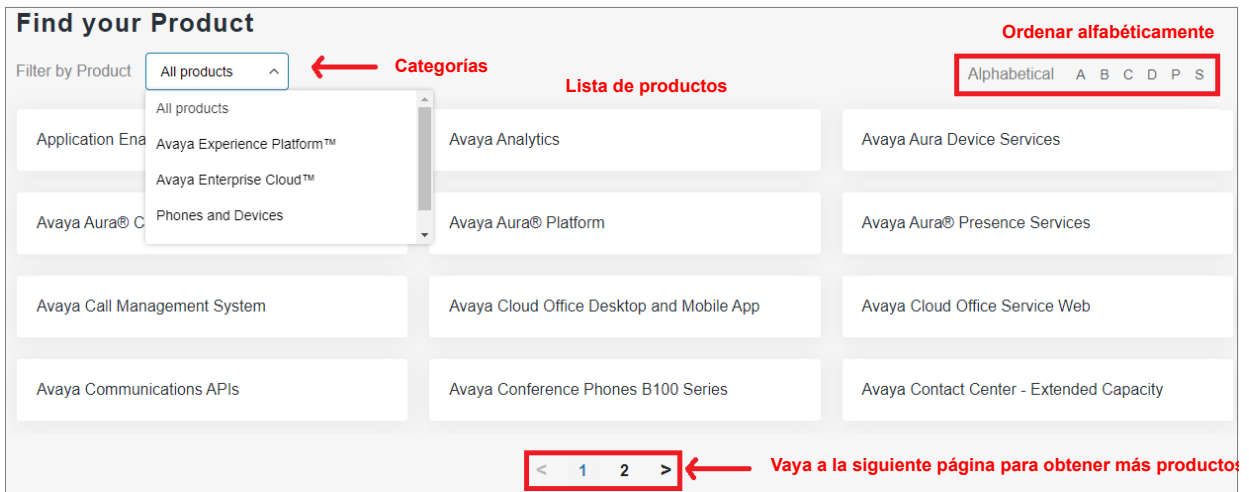 Find your Product
Ordenar alfabéticamente
Filter by Product All products
Categorías
Lista de productos
Alphabetical A B C D P S
All products
Avaya Experience Platform™
Avaya Enterprise Cloud™
Phones and Devices
Application Ena
Avaya Analytics
Avaya Aura Device Services
Avaya Aura® C
Avaya Aura® Platform
Avaya Aura® Presence Services
Avaya Call Management System
Avaya Cloud Office Desktop and Mobile App
Avaya Cloud Office Service Web
Avaya Communications APIs
Avaya Conference Phones B100 Series
Avaya Contact Center - Extended Capacity
< 1 2 >
Vaya a la siguiente página para obtener más productos